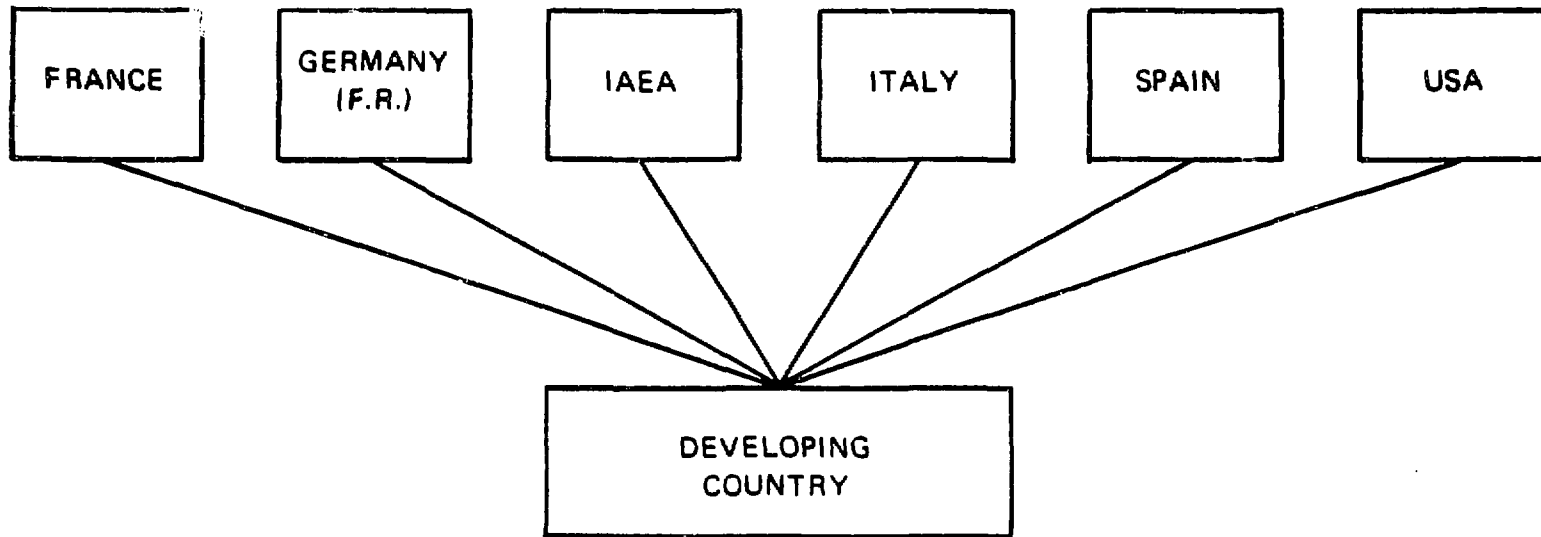 FRANCE
GERMANY
(F.R.)
IAEA
ITALY
SPAIN
USA
DEVELOPING
COUNTRY